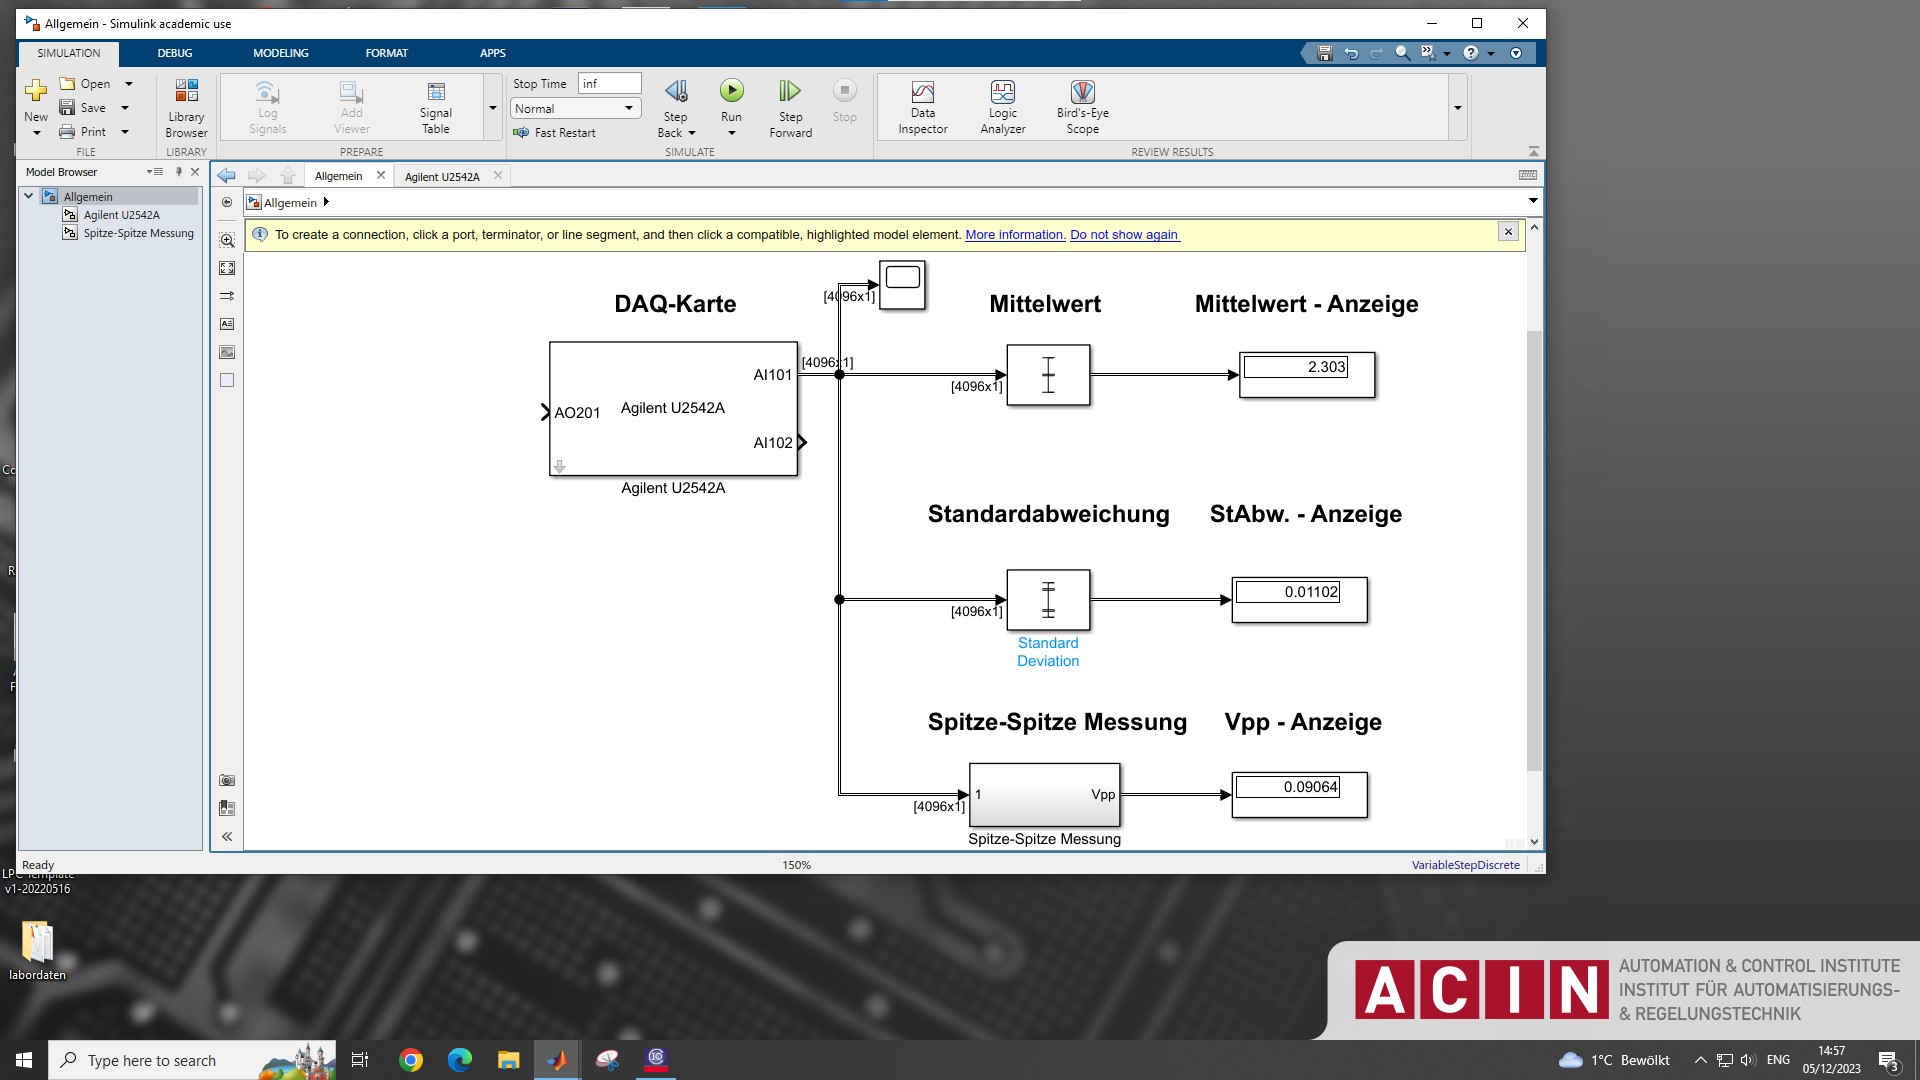 Allgemein - Simulink academic use
SIMULATION
DEBUG
MODELING
FORMAT
APPS
New
Open
Save
Print
FILE
Library
Browser
LIBRARY
Log
Signals
Add
Viewer
Signal
Table
PREPARE
Stop Time
inf
Normal
Fast Restart
Step
Back
Run
Step
Forward
Stop
SIMULATE
Data
Inspector
Logic
Analyzer
Bird's-Eye
Scope
REVIEW RESULTS
Model Browser
Allgemein
Agilent U2542A
Spitze-Spitze Messung
Allgemein
Agilent U2542A
Allgemein
To create a connection, click a port, terminator, or line segment, and then click a compatible, highlighted model element. More information. Do not show again
[4096x1]
DAQ-Karte
Mittelwert
Mittelwert - Anzeige
[4096x1]
AI101
[4096x1]
2.303
AO201
Agilent U2542A
AI102
Agilent U2542A
Standardabweichung
StAbw. - Anzeige
[4096x1]
0.01102
Standard
Deviation
Spitze-Spitze Messung
Vpp - Anzeige
[4096x1]
1
Vpp
0.09064
Spitze-Spitze Messung
Ready
150%
VariableStepDiscrete
v1-20220516
labordaten
ACIN
AUTOMATION & CONTROL INSTITUTE
INSTITUT FÜR AUTOMATISIERUNGS-
& REGELUNGSTECHNIK
Type here to search
1°C Bewölkt
ENG
14:57
05/12/2023
3